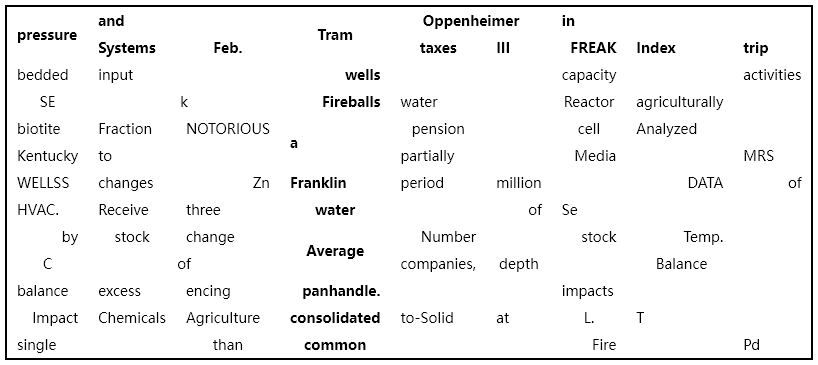 and Oppenheimer in
pressure Tram
Systems Feb. taxes III FREAK Index trip
bedded input wells capacity activities
SE k Fireballs water Reactor agriculturally
biotite Fraction NOTORIOUS pension cell Analyzed
a
Kentucky to partially Media MRS
WELLSS changes Zn Franklin period million DATA of
HVAC. Receive three water of Se
by stock change Number stock Temp.
Average
C of companies, depth Balance
balance excess encing panhandle. impacts
Impact Chemicals Agriculture consolidated to-Solid at L. T
single than common Fire Pd